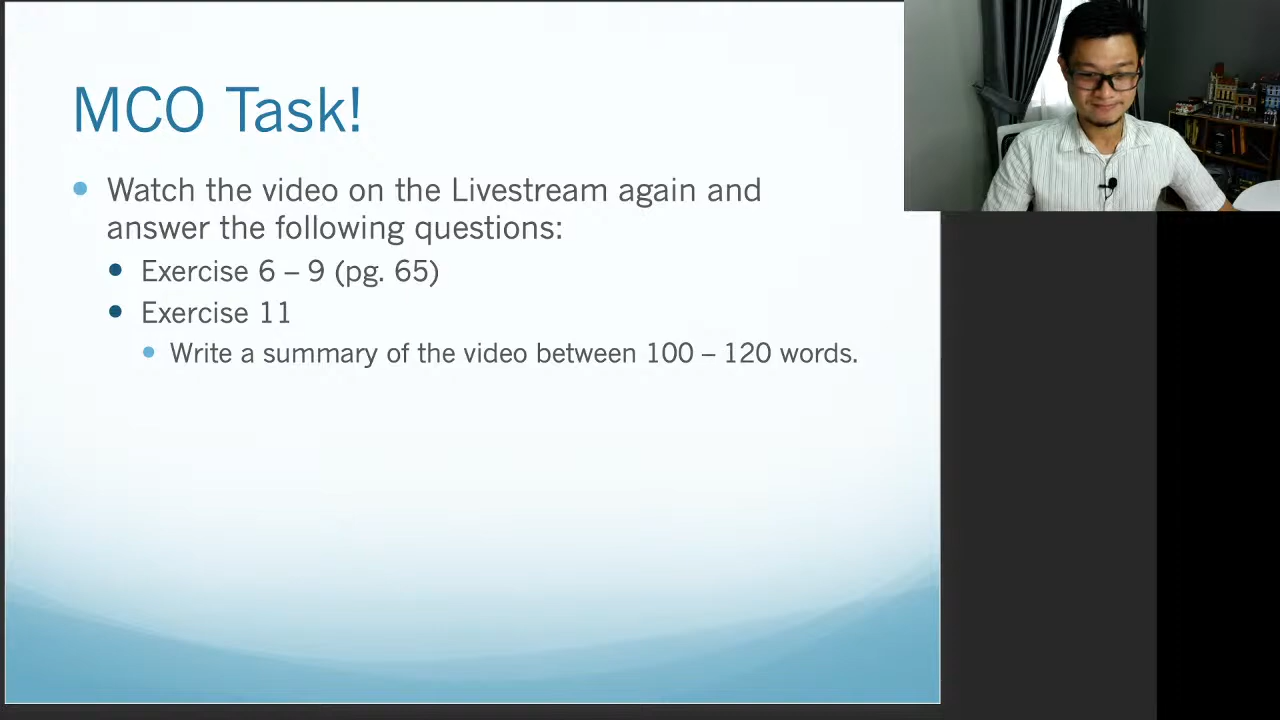 MCO Task!
Watch the video on the Livestream again and
answer the following questions:
Exercise 6 – 9 (pg. 65)
Exercise 11
Write a summary of the video between 100 – 120 words.